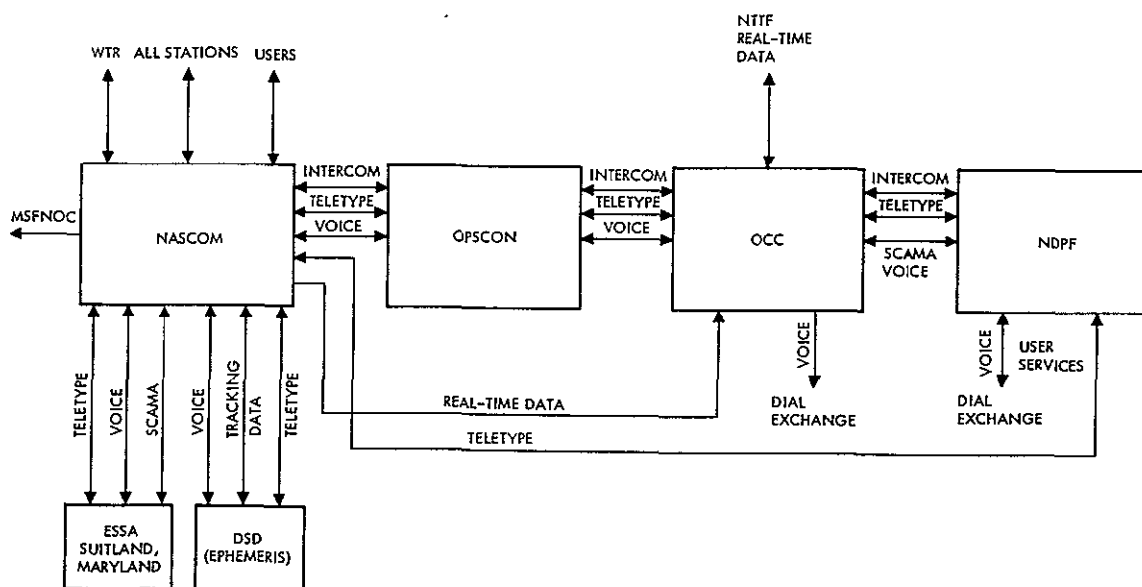 NTTF
REAL-TIME
DATA
WTR
ALL STATIONS
USERS
MSFNOC
NASCOM
INTERCOM
TELETYPE
VOICE
OPSCON
INTERCOM
TELETYPE
VOICE
OCC
INTERCOM
TELETYPE
SCAMA
VOICE
NDPF
TELETYPE
VOICE
SCAMA
VOICE
TRACKING
DATA
TELETYPE
REAL-TIME DATA
TELETYPE
VOICE
DIAL
EXCHANGE
VOICE
USER
SERVICES
DIAL
EXCHANGE
ESSA
SUITLAND,
MARYLAND
DSD
(EPHEMERIS)